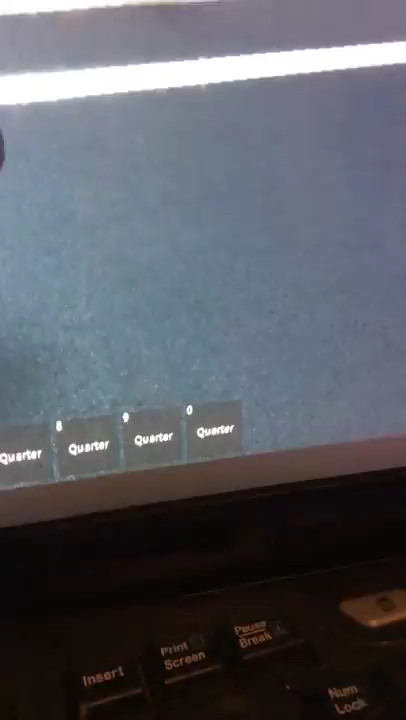 8 9 0
Quarter Quarter Quarter Quarter
Insert
Print
Screen
Pause
Break
Num
Lock